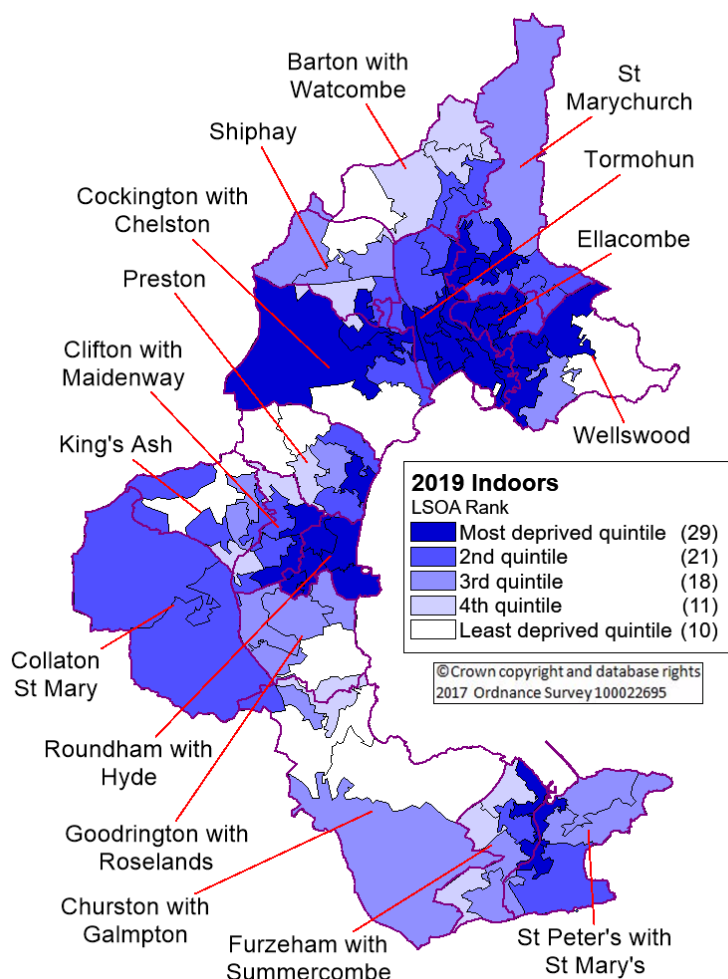 Barton with
Watcombe
St
Marychurch
Shiphay
Tormohun
Cockington with
Chelston
Ellacombe
Preston
Clifton with
Maidenway
King's Ash
Wellswood
2019 Indoors
LSOA Rank
Most deprived quintile (29)
2nd quintile (21)
3rd quintile (18)
4th quintile (11)
Least deprived quintile (10)
©Crown copyright and database rights
2017 Ordnance Survey 100022695
Collaton
St Mary
Roundham with
Hyde
Goodrington with
Roselands
Churston with
Galmpton
Furzeham with
Summercombe
St Peter's with
St Mary's